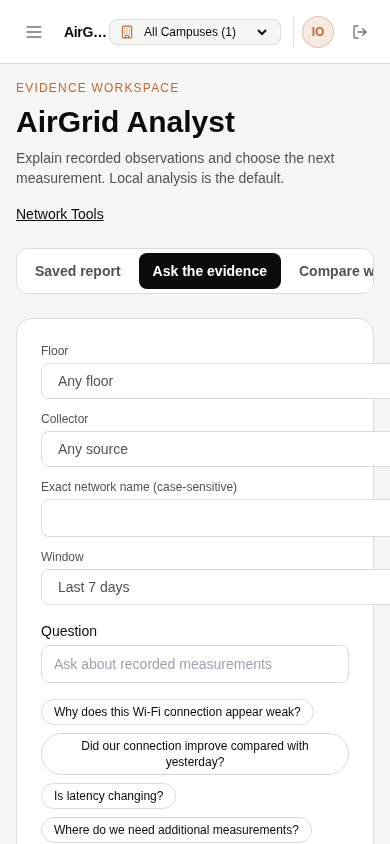 AirG...
All Campuses (1)
IO
EVIDENCE WORKSPACE
AirGrid Analyst
Explain recorded observations and choose the next
measurement. Local analysis is the default.
Network Tools
Saved report
Ask the evidence
Compare w
Floor
Any floor
Collector
Any source
Exact network name (case-sensitive)
Window
Last 7 days
Question
Ask about recorded measurements
Why does this Wi-Fi connection appear weak?
Did our connection improve compared with
yesterday?
Is latency changing?
Where do we need additional measurements?